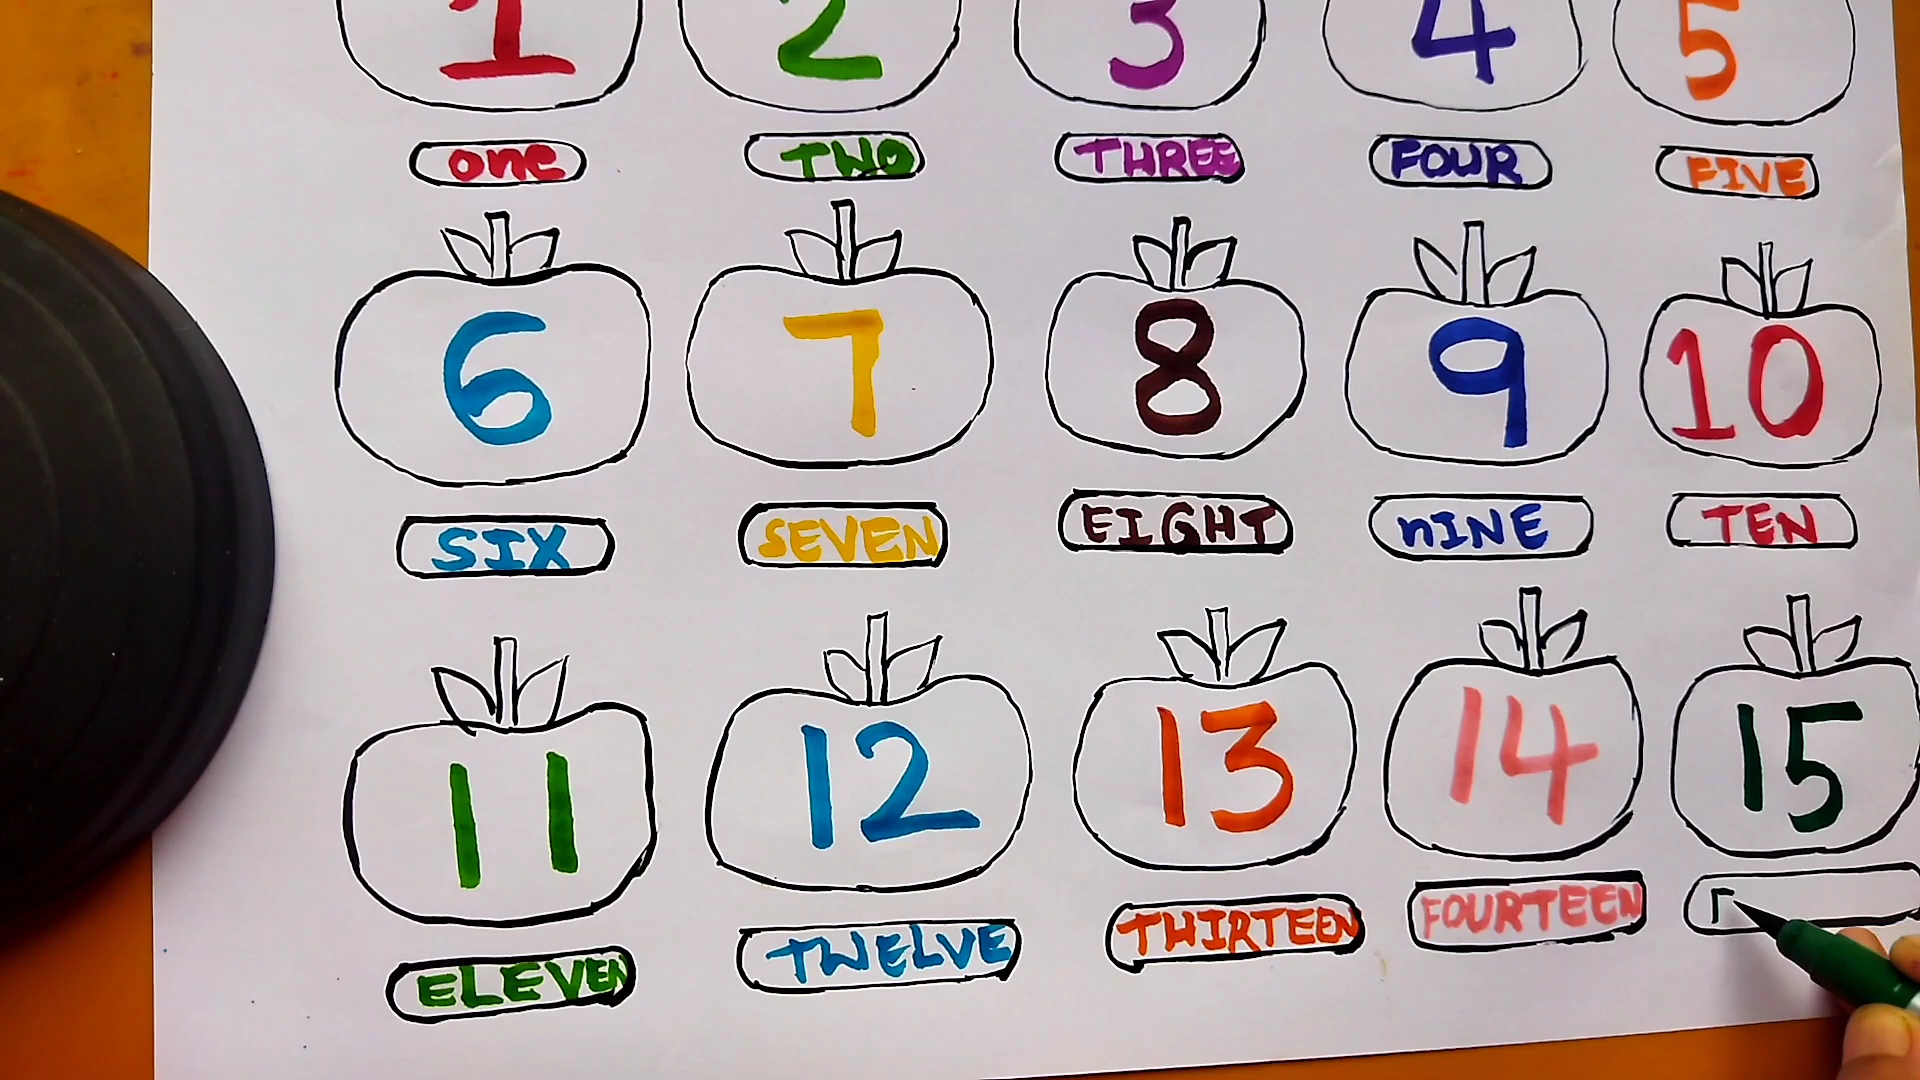 1 2 3 4 5
one TWO THREE FOUR FIVE
6 7 8 9 10
SIX SEVEN EIGHT nINE TEN
11 12 13 14 15
ELEVEN TWELVE THIRTEEN FOURTEEN